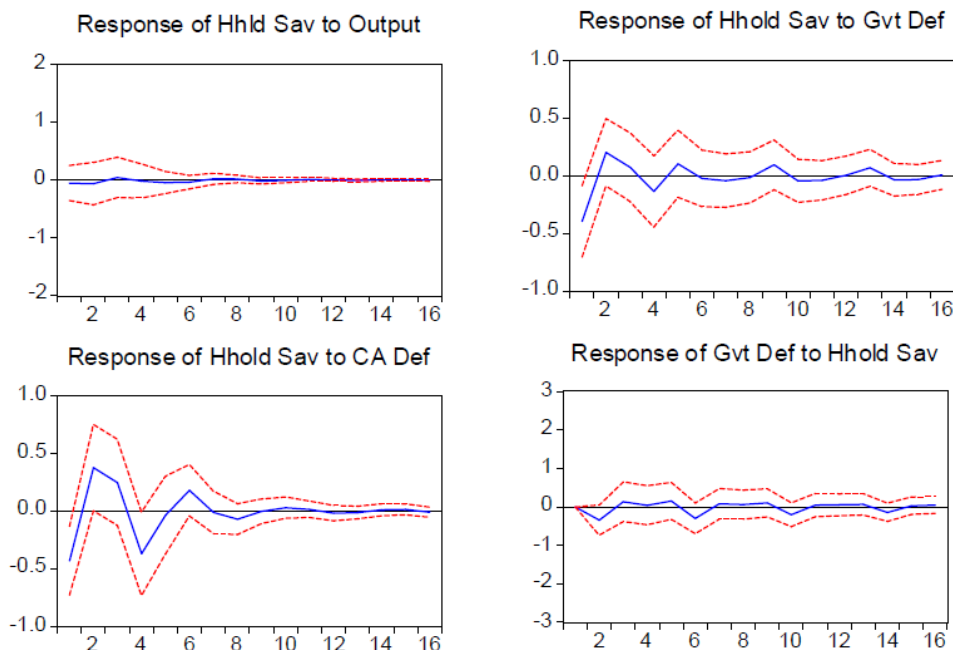 Response of Hhld Sav to Output
2
1
0
-1
-2
2 4 6 8 10 12 14 16
Response of Hhold Sav to Gvt Def
1.0
0.5
0.0
-0.5
-1.0
2 4 6 8 10 12 14 16
Response of Hhold Sav to CA Def
1.0
0.5
0.0
-0.5
-1.0
2 4 6 8 10 12 14 16
Response of Gvt Def to Hhold Sav
3
2
1
0
-1
-2
-3
2 4 6 8 10 12 14 16